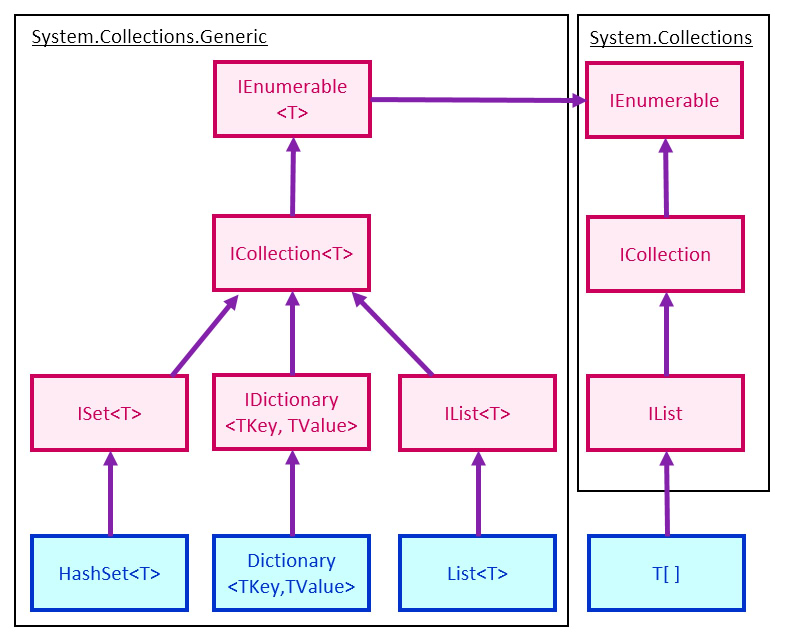 System.Collections.Generic
System.Collections
IEnumerable
<T>
IEnumerable
ICollection<T>
ICollection
ISet<T>
IDictionary
<TKey, TValue>
IList<T>
IList
HashSet<T>
Dictionary
<TKey,TValue>
List<T>
T[ ]